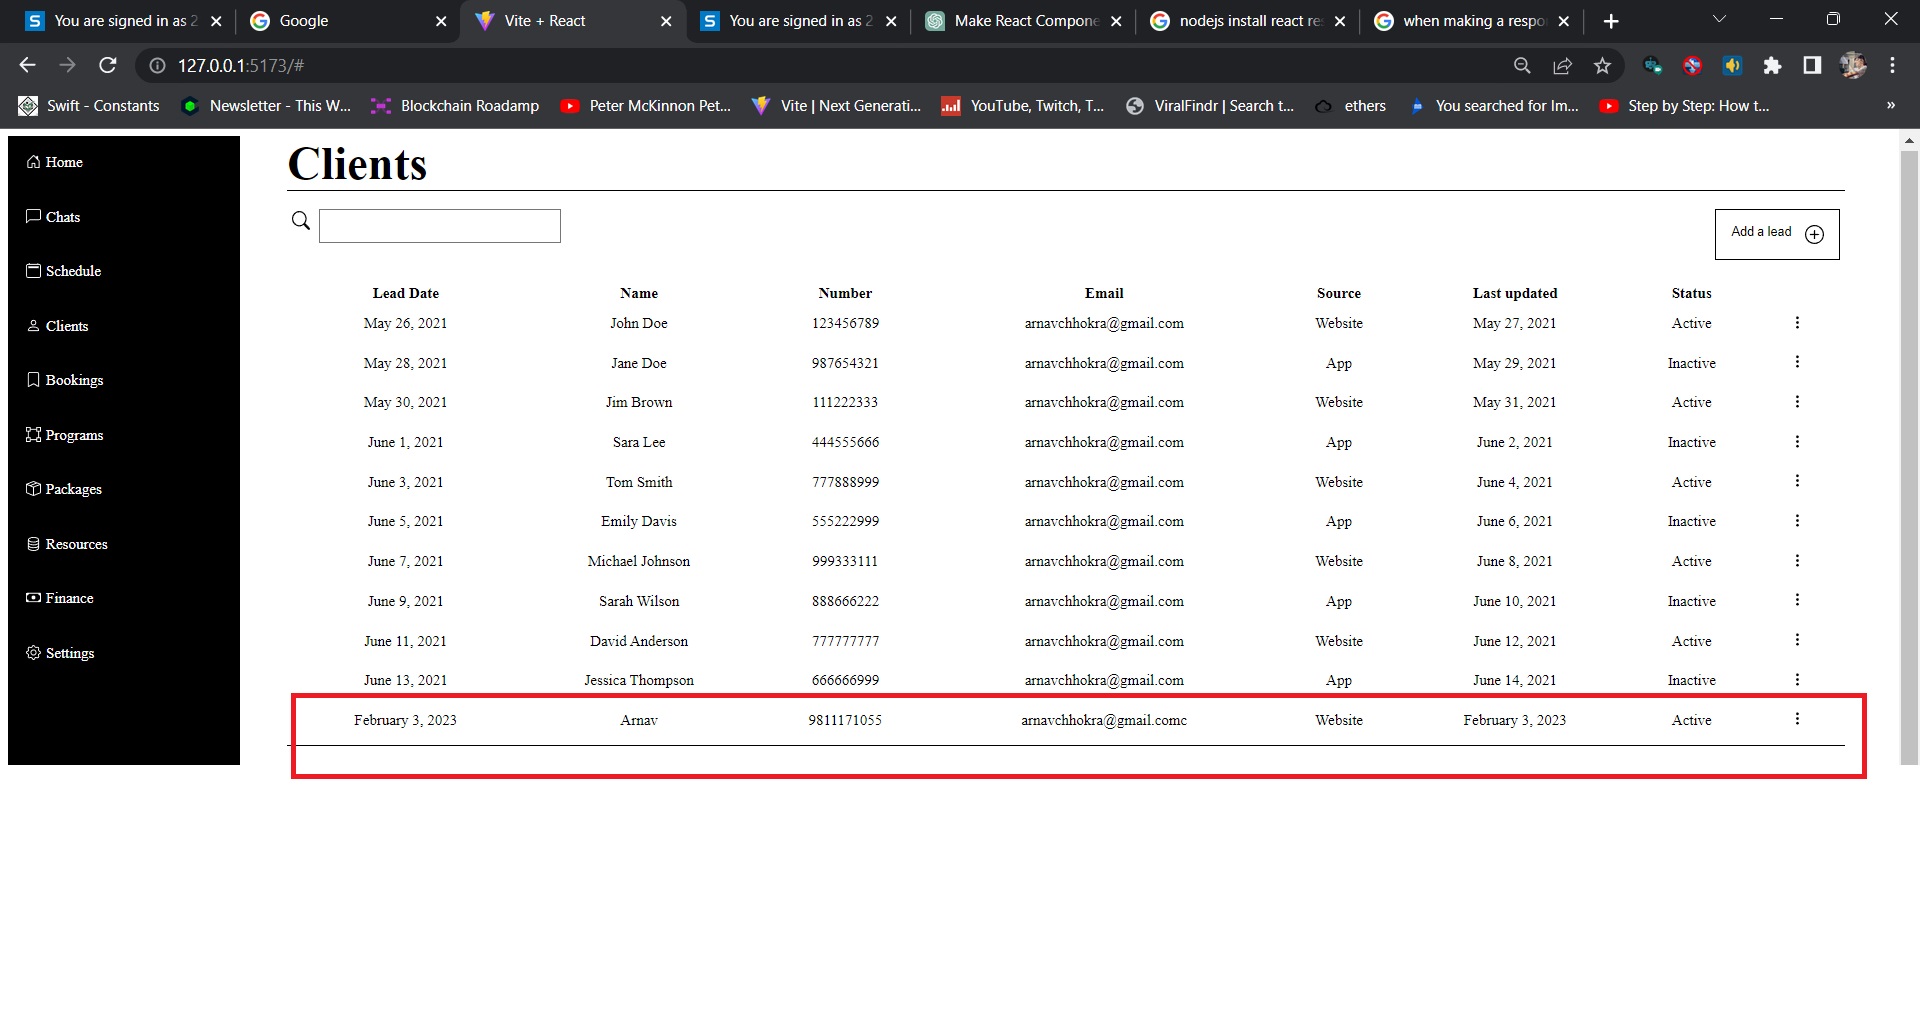 You are signed in as 2
Google
Vite + React
You are signed in as 2
Make React Compone
nodejs install react re
when making a respo
127.0.0.1:5173/#
Swift - Constants
Newsletter - This W...
Blockchain Roadamp
Peter McKinnon Pet...
Vite | Next Generati...
YouTube, Twitch, T...
ViralFindr | Search t...
ethers
You searched for Im...
Step by Step: How t...
»
Home
Chats
Schedule
Clients
Bookings
Programs
Packages
Resources
Finance
Settings
Clients
Add a lead
Lead Date Name Number Email Source Last updated Status
May 26, 2021 John Doe 123456789 arnavchhokra@gmail.com Website May 27, 2021 Active
May 28, 2021 Jane Doe 987654321 arnavchhokra@gmail.com App May 29, 2021 Inactive
May 30, 2021 Jim Brown 111222333 arnavchhokra@gmail.com Website May 31, 2021 Active
June 1, 2021 Sara Lee 444555666 arnavchhokra@gmail.com App June 2, 2021 Inactive
June 3, 2021 Tom Smith 777888999 arnavchhokra@gmail.com Website June 4, 2021 Active
June 5, 2021 Emily Davis 555222999 arnavchhokra@gmail.com App June 6, 2021 Inactive
June 7, 2021 Michael Johnson 999333111 arnavchhokra@gmail.com Website June 8, 2021 Active
June 9, 2021 Sarah Wilson 888666222 arnavchhokra@gmail.com App June 10, 2021 Inactive
June 11, 2021 David Anderson 777777777 arnavchhokra@gmail.com Website June 12, 2021 Active
June 13, 2021 Jessica Thompson 666666999 arnavchhokra@gmail.com App June 14, 2021 Inactive
February 3, 2023 Arnav 9811171055 arnavchhokra@gmail.comc Website February 3, 2023 Active